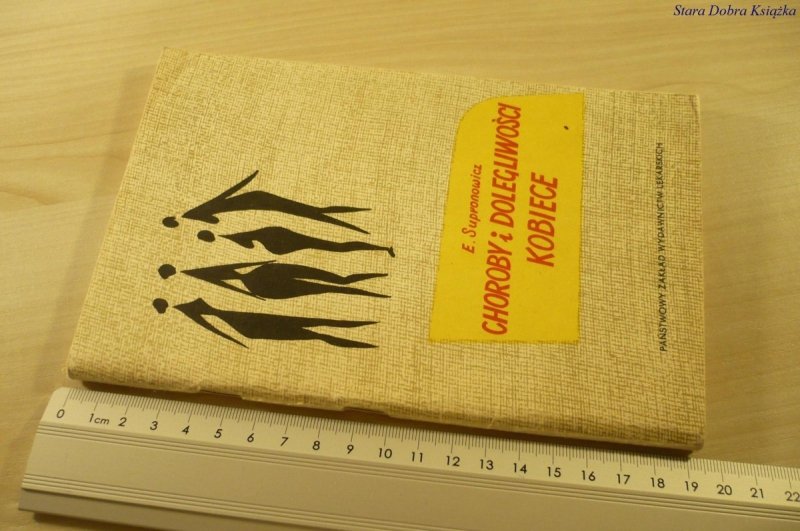 Stara Dobra Książka
E. Supronowicz
CHOROBY i DOLEGLIWOŚCI
KOBIECE
PAŃSTWOWY ZAKŁAD WYDAWNICTW LEKARSKICH
0 1cm 2 3 4 5 6 7 8 9 10 11 12 13 14 15 16 17 18 19 20 21 22